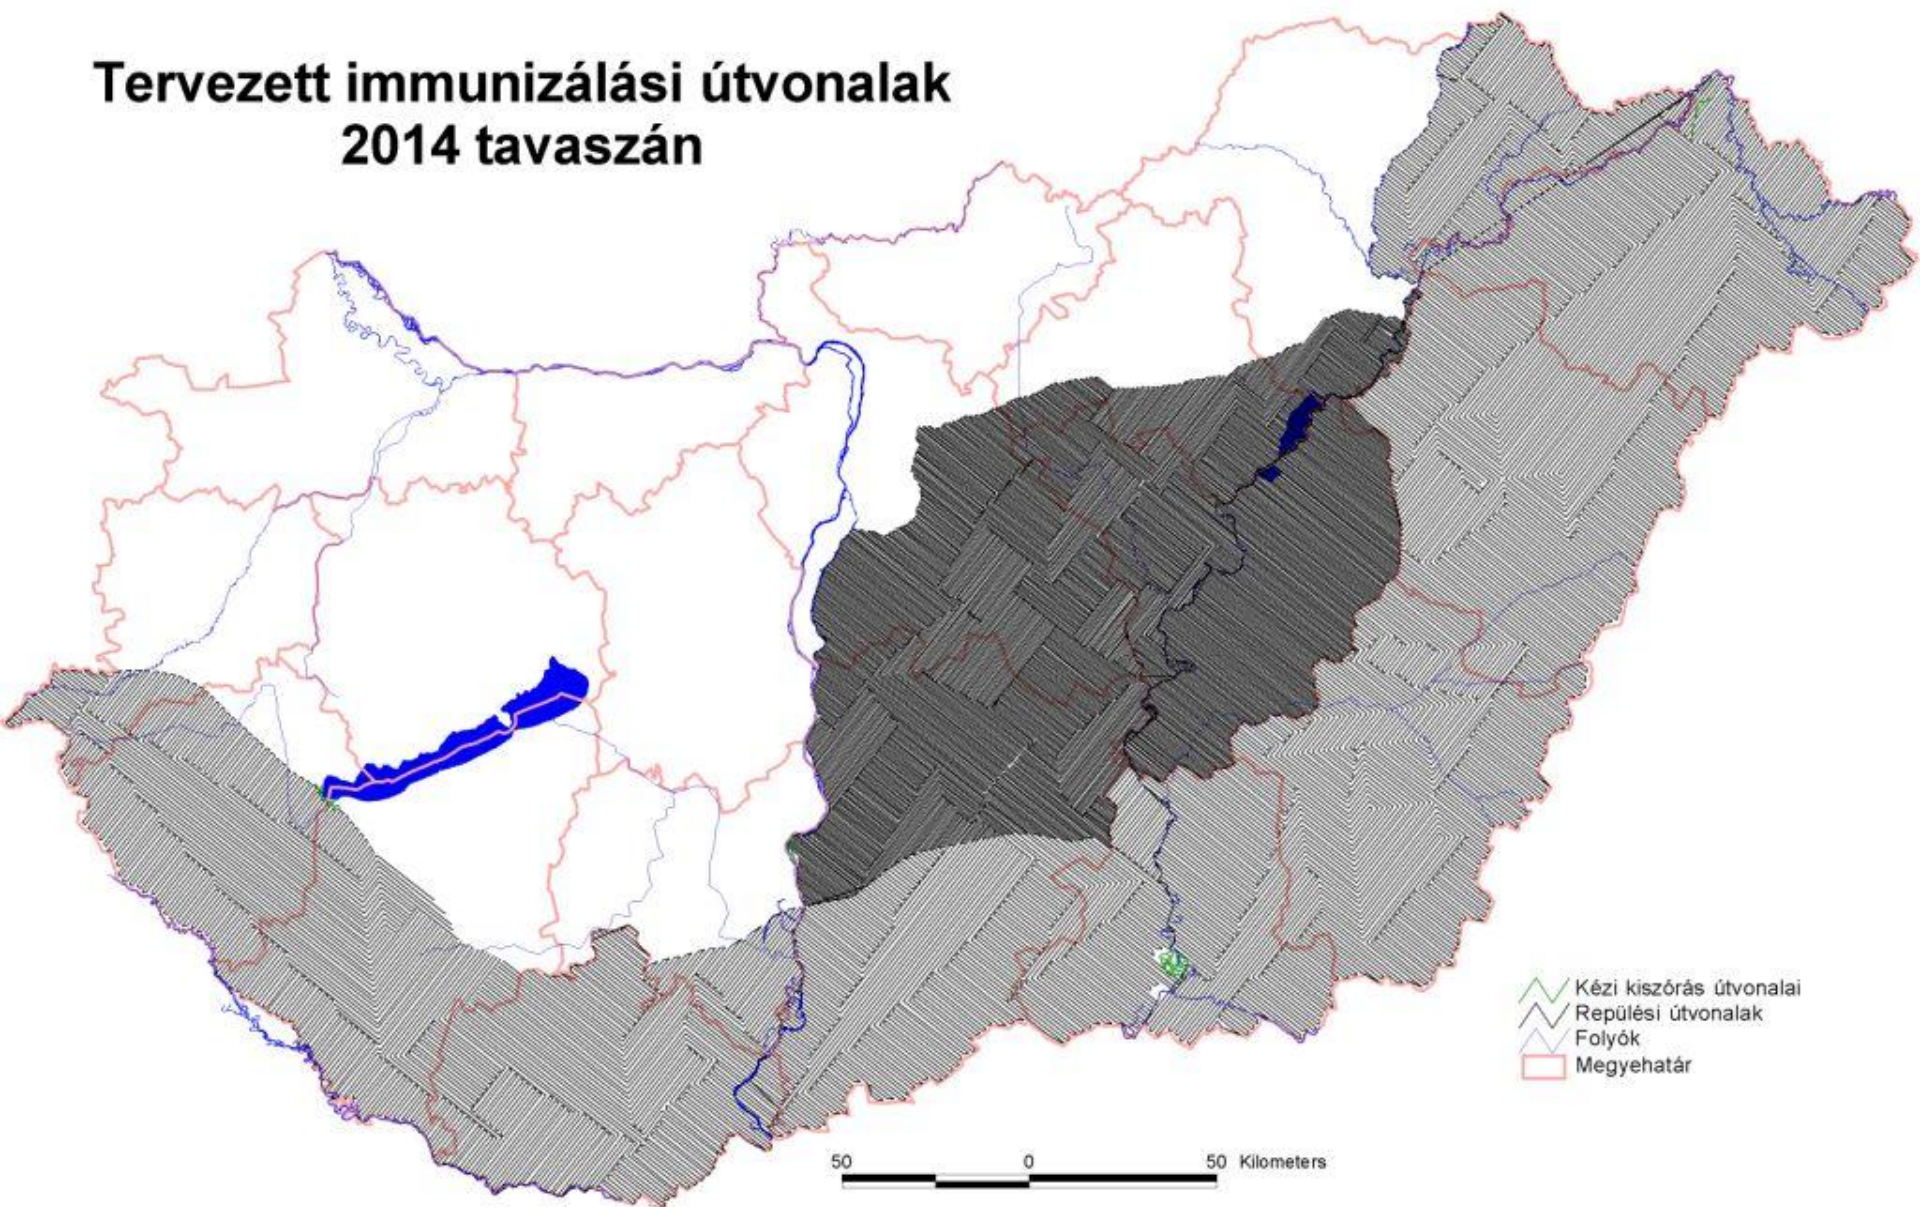 Tervezett immunizálási útvonalak
2014 tavaszán
Kézi kiszórás útvonalai
Repülési útvonalak
Folyók
Megyehatár
50 0 50 Kilometers